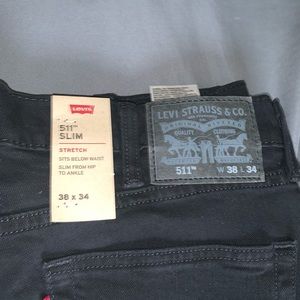 Levi's
511™ SLIM
STRETCH
SITS BELOW WAIST
SLIM FROM HIP
TO ANKLE
38 x 34
LEVI STRAUSS & CO.
QUALITY CLOTHING
511™ W 38 L 34